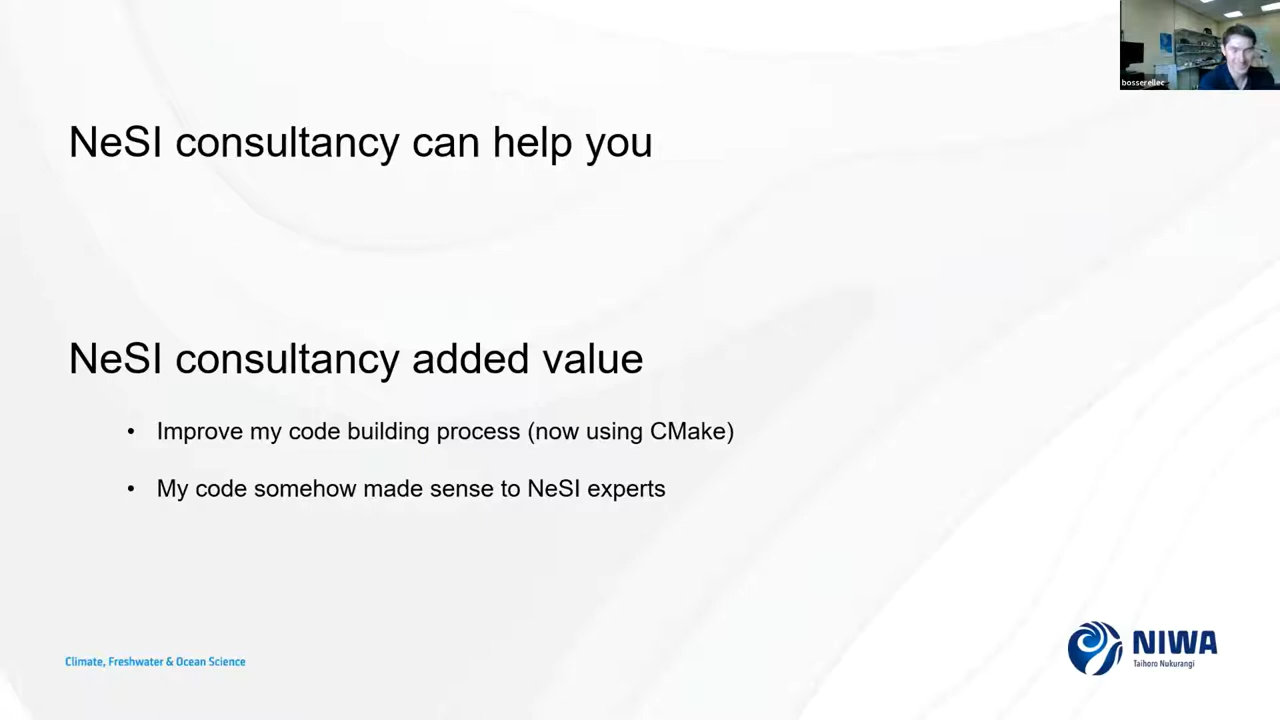 bosserellec
NeSI consultancy can help you
NeSI consultancy added value
• Improve my code building process (now using CMake)
• My code somehow made sense to NeSI experts
Climate, Freshwater & Ocean Science
NIWA
Taihoro Nukurangi